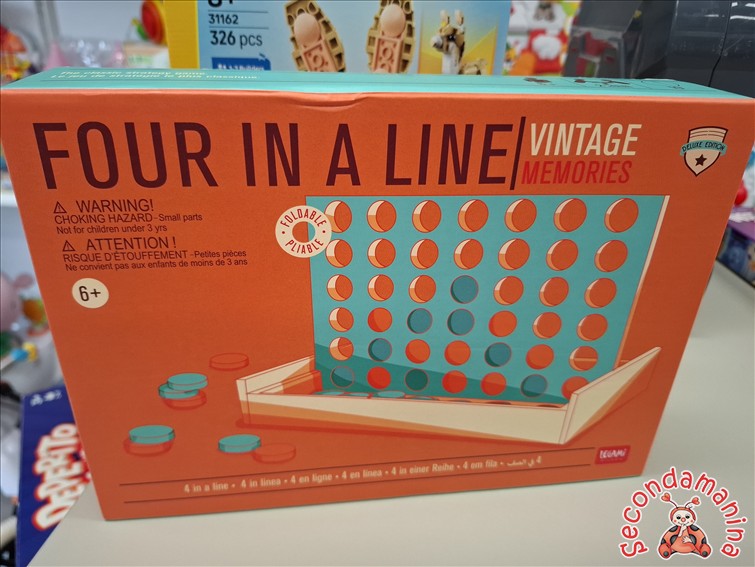 31162
326 pcs
The classic strategy game
Le jeu de stratégie le plus classique
FOUR IN A LINE
VINTAGE
MEMORIES
DELUXE EDITION
WARNING!
CHOKING HAZARD - Small parts
Not for children under 3 yrs
ATTENTION !
RISQUE D'ÉTOUFFEMENT - Petites pièces
Ne convient pas aux enfants de moins de 3 ans
FOLDABLE
PLIABLE
6+
4 in a line • 4 in linea • 4 en ligne • 4 en línea • 4 in einer Reihe • 4 em fila • 4 في الصف
LEGAMI
Secondamanina